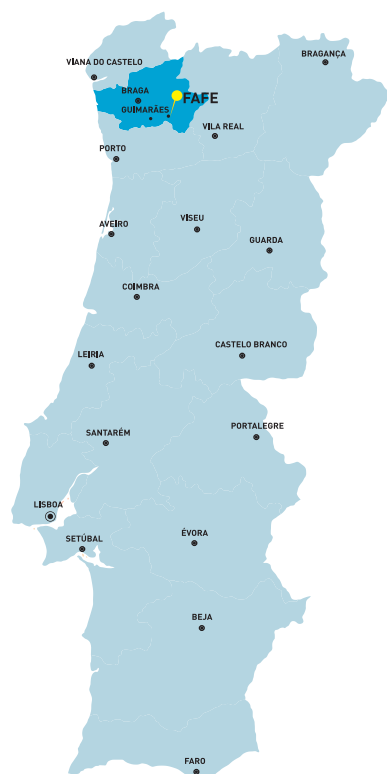 BRAGANÇA
VIANA DO CASTELO
BRAGA
FAFE
GUIMARÃES
VILA REAL
PORTO
AVEIRO
VISEU
GUARDA
COIMBRA
CASTELO BRANCO
LEIRIA
PORTALEGRE
SANTARÉM
LISBOA
SETÚBAL
ÉVORA
BEJA
FARO